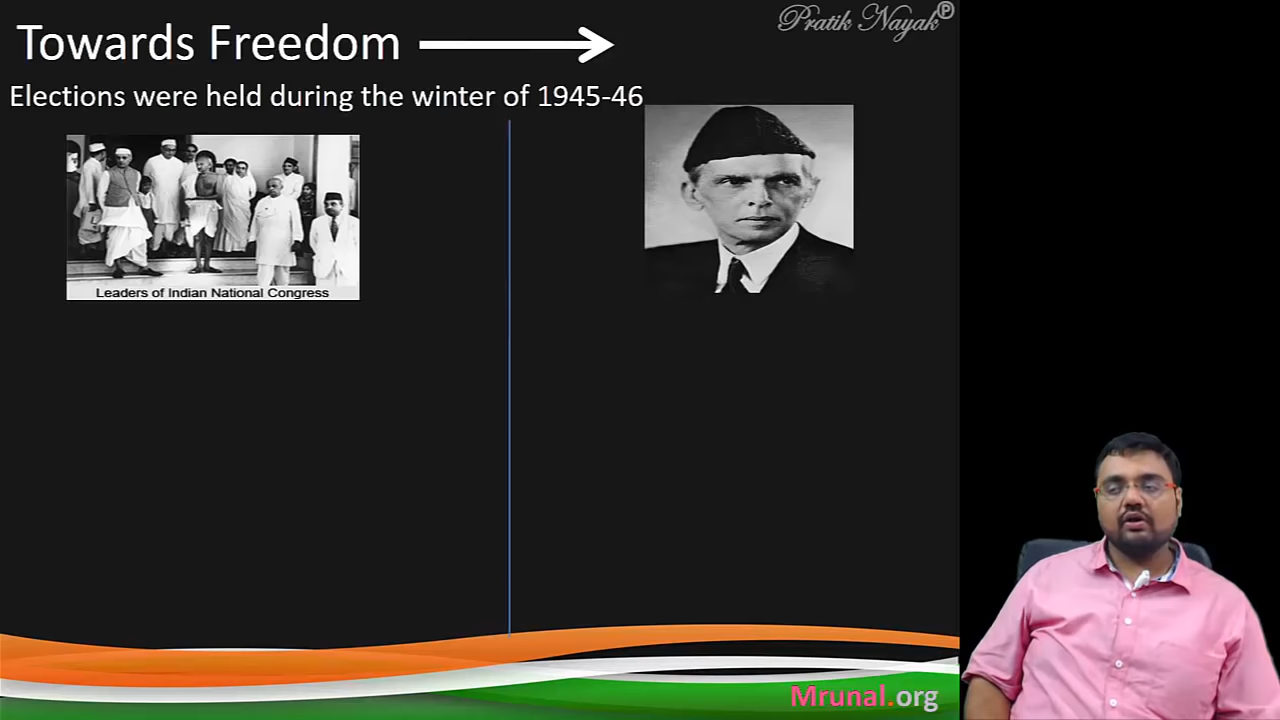 Pratik Nayak ℗
Towards Freedom
Elections were held during the winter of 1945-46
Leaders of Indian National Congress
Mrunal.org